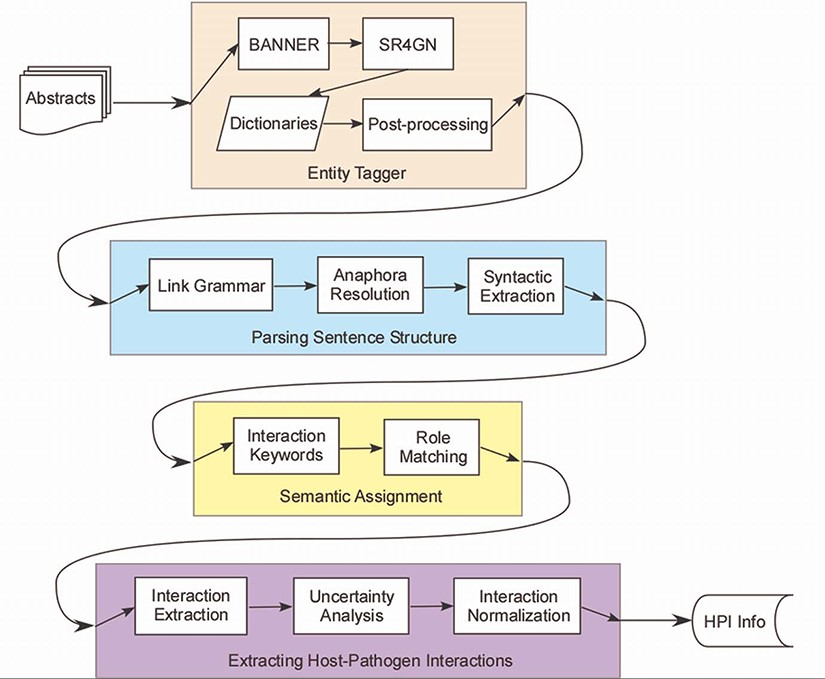 Abstracts
BANNER
SR4GN
Dictionaries
Post-processing
Entity Tagger
Link Grammar
Anaphora
Resolution
Syntactic
Extraction
Parsing Sentence Structure
Interaction
Keywords
Role
Matching
Semantic Assignment
Interaction
Extraction
Uncertainty
Analysis
Interaction
Normalization
HPI Info
Extracting Host-Pathogen Interactions